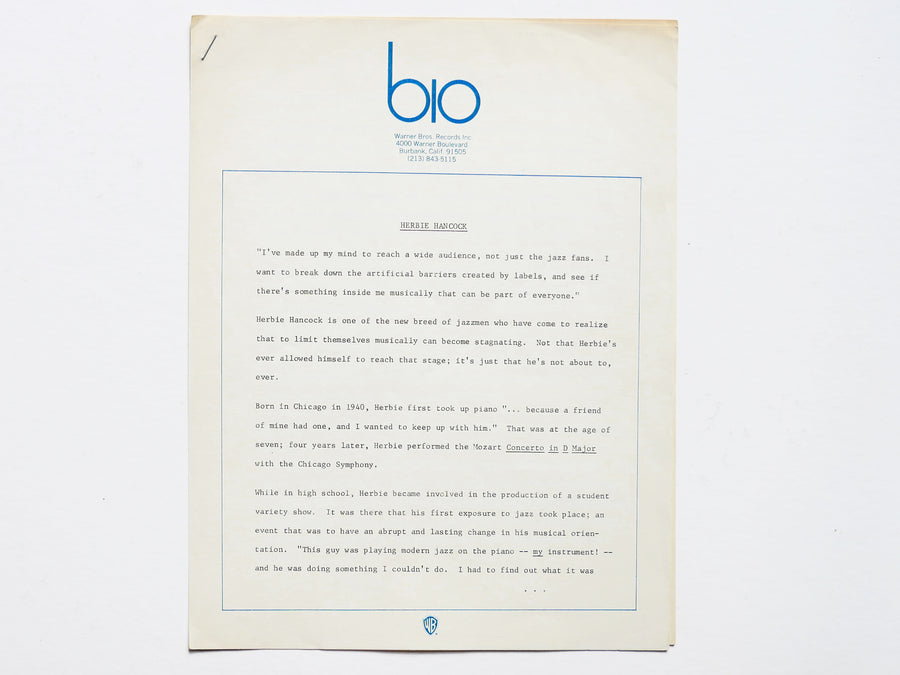 bio
Warner Bros. Records Inc.
4000 Warner Boulevard
Burbank, Calif. 91505
(213) 843-5115
HERBIE HANCOCK
"I've made up my mind to reach a wide audience, not just the jazz fans. I
want to break down the artificial barriers created by labels, and see if
there's something inside me musically that can be part of everyone."
Herbie Hancock is one of the new breed of jazzmen who have come to realize
that to limit themselves musically can become stagnating. Not that Herbie's
ever allowed himself to reach that stage; it's just that he's not about to,
ever.
Born in Chicago in 1940, Herbie first took up piano "... because a friend
of mine had one, and I wanted to keep up with him." That was at the age of
seven; four years later, Herbie performed the Mozart Concerto in D Major
with the Chicago Symphony.
While in high school, Herbie became involved in the production of a student
variety show. It was there that his first exposure to jazz took place; an
event that was to have an abrupt and lasting change in his musical orien-
tation. "This guy was playing modern jazz on the piano -- my instrument! --
and he was doing something I couldn't do. I had to find out what it was
. . .
WB